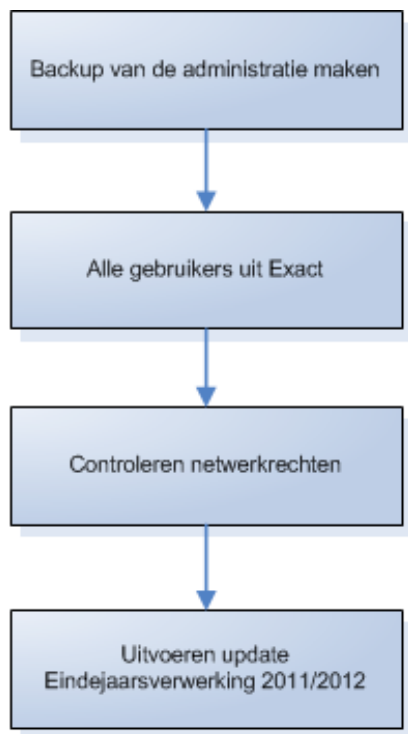 Backup van de administratie maken
Alle gebruikers uit Exact
Controleren netwerkrechten
Uitvoeren update
Eindejaarsverwerking 2011/2012